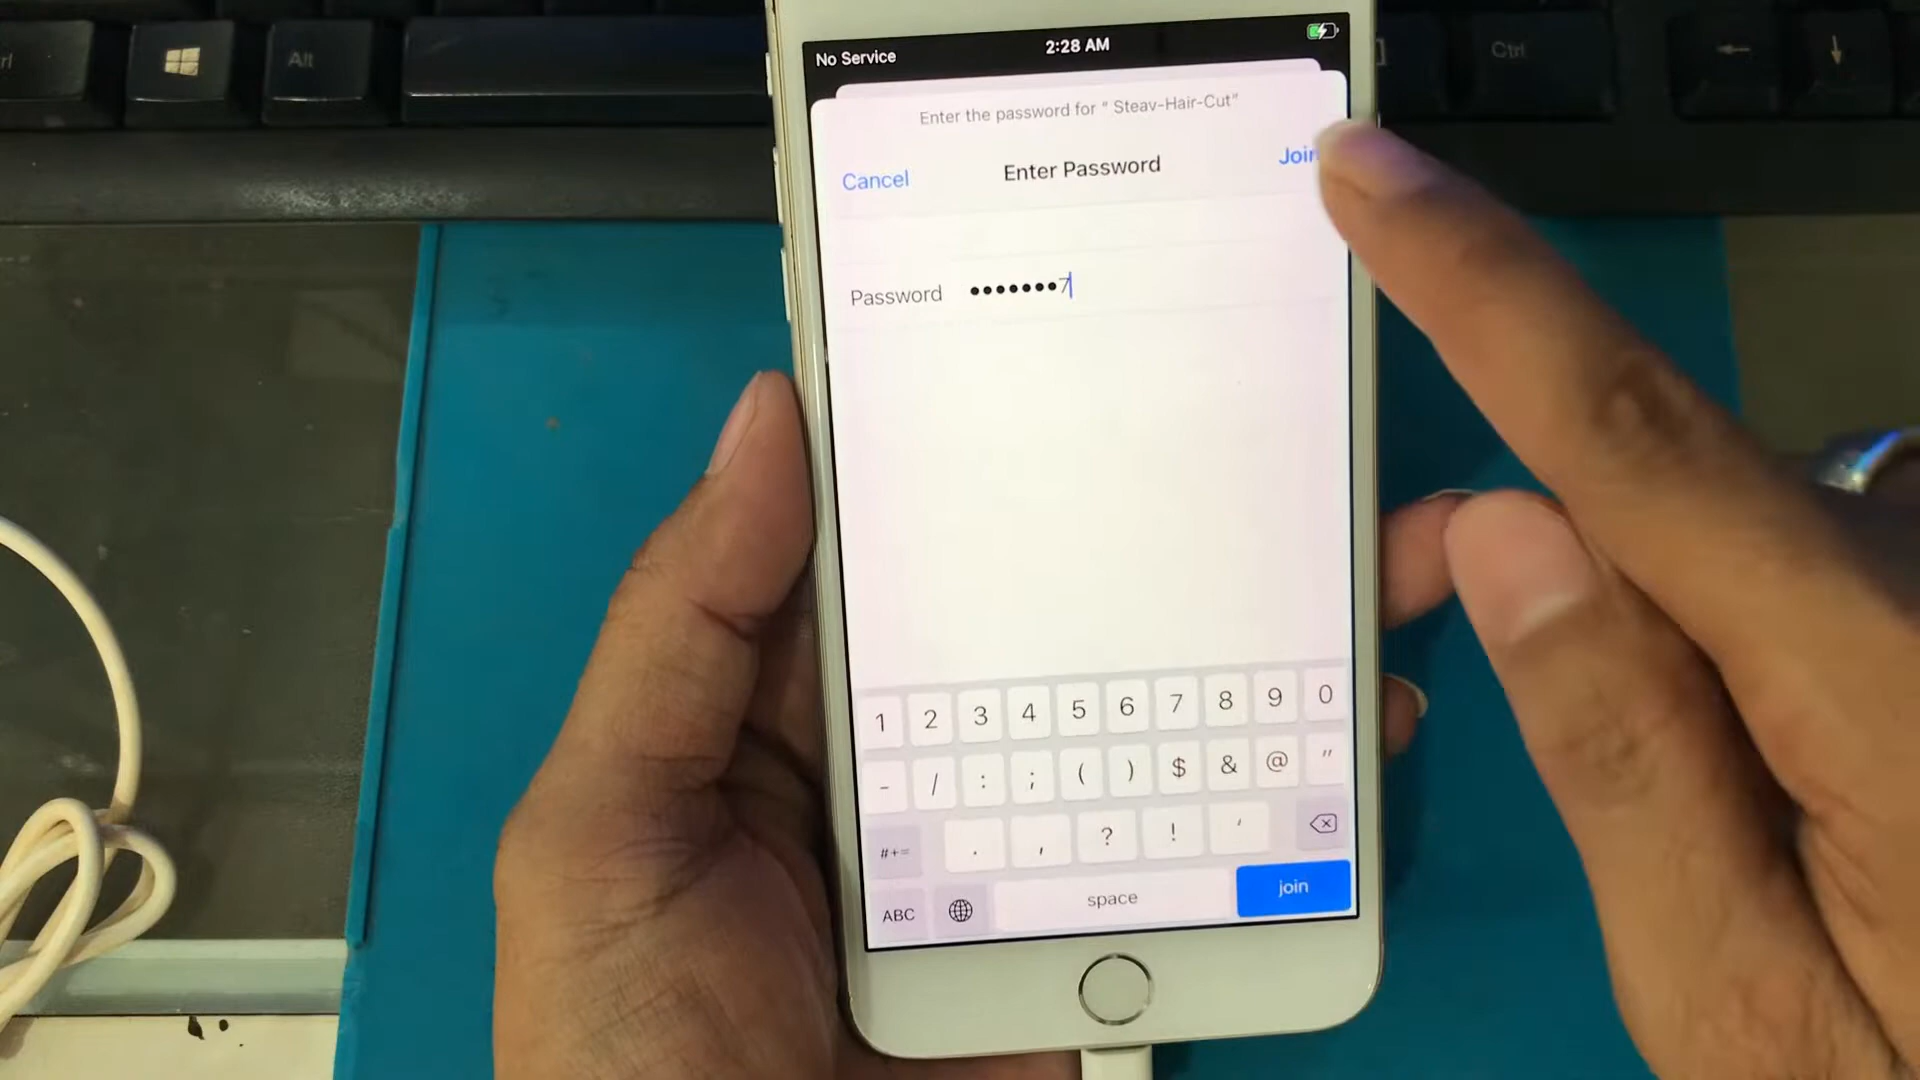 Alt
Ctrl
No Service
2:28 AM
Enter the password for “ Steav-Hair-Cut”
Cancel
Enter Password
Join
Password
•••••••7
1 2 3 4 5 6 7 8 9 0
- / : ; ( ) $ & @ "
#+= . , ? ! '
ABC
space
join